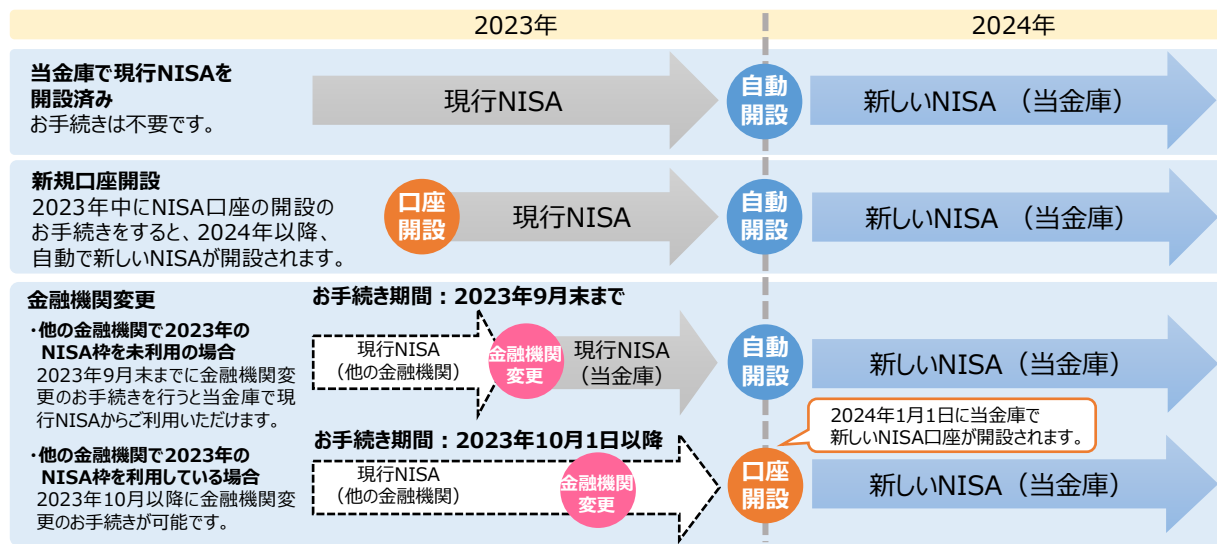 2023年
2024年
当金庫で現行NISAを
開設済み
お手続きは不要です。
現行NISA
自動
開設
新しいNISA （当金庫）
新規口座開設
2023年中にNISA口座の開設の
お手続きをすると、2024年以降、
自動で新しいNISAが開設されます。
口座
開設
現行NISA
自動
開設
新しいNISA （当金庫）
金融機関変更
・他の金融機関で2023年の
NISA枠を未利用の場合
2023年9月末までに金融機関変
更のお手続きを行うと当金庫で現
行NISAからご利用いただけます。
お手続き期間：2023年9月末まで
現行NISA
（他の金融機関）
金融機関
変更
現行NISA
（当金庫）
自動
開設
新しいNISA（当金庫）
2024年1月1日に当金庫で
新しいNISA口座が開設されます。
・他の金融機関で2023年の
NISA枠を利用している場合
2023年10月以降に金融機関変
更のお手続きが可能です。
お手続き期間：2023年10月1日以降
現行NISA
（他の金融機関）
金融機関
変更
口座
開設
新しいNISA（当金庫）